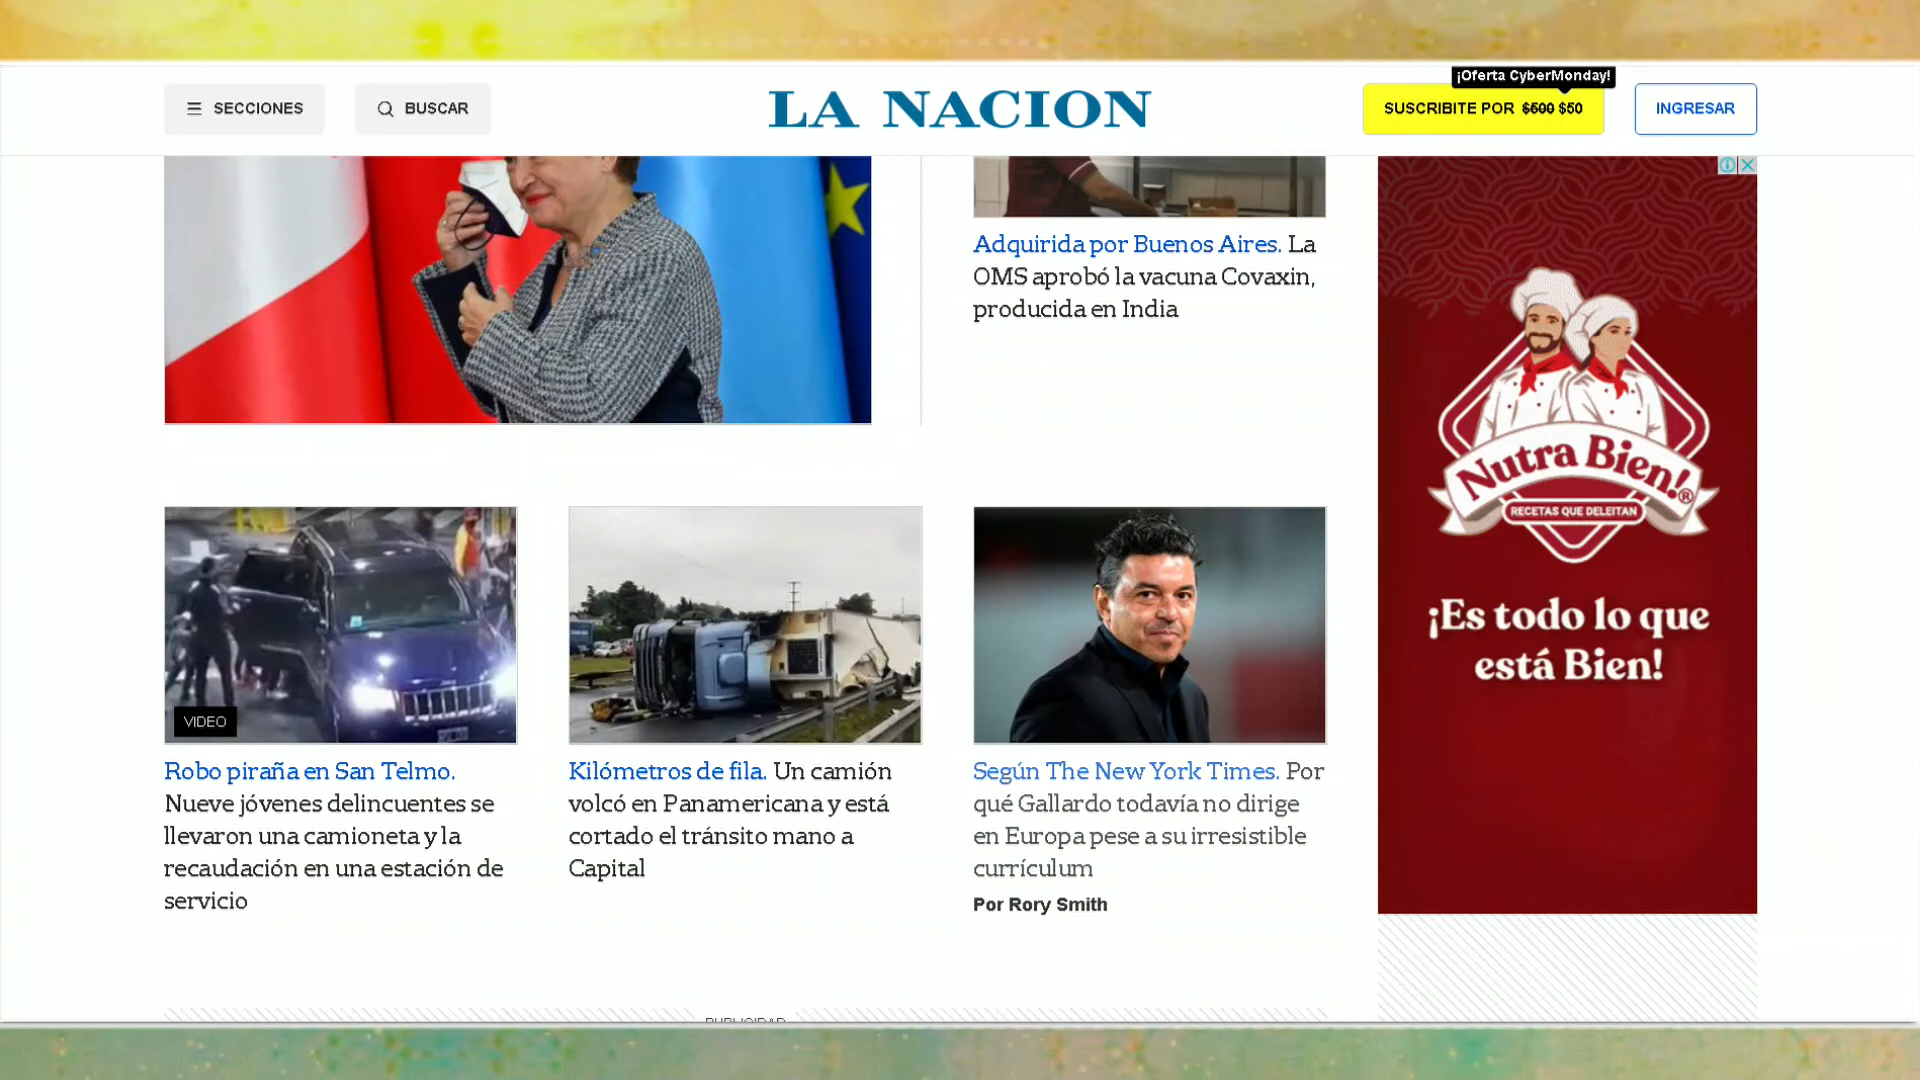 SECCIONES
BUSCAR
LA NACION
¡Oferta CyberMonday!
SUSCRIBITE POR $500 $50
INGRESAR
Adquirida por Buenos Aires. La
OMS aprobó la vacuna Covaxin,
producida en India
Nutra Bien!®
RECETAS QUE DELEITAN
¡Es todo lo que
está Bien!
VIDEO
Robo piraña en San Telmo.
Nueve jóvenes delincuentes se
llevaron una camioneta y la
recaudación en una estación de
servicio
Kilómetros de fila. Un camión
volcó en Panamericana y está
cortado el tránsito mano a
Capital
Según The New York Times. Por
qué Gallardo todavía no dirige
en Europa pese a su irresistible
currículum
Por Rory Smith
PUBLICIDAD